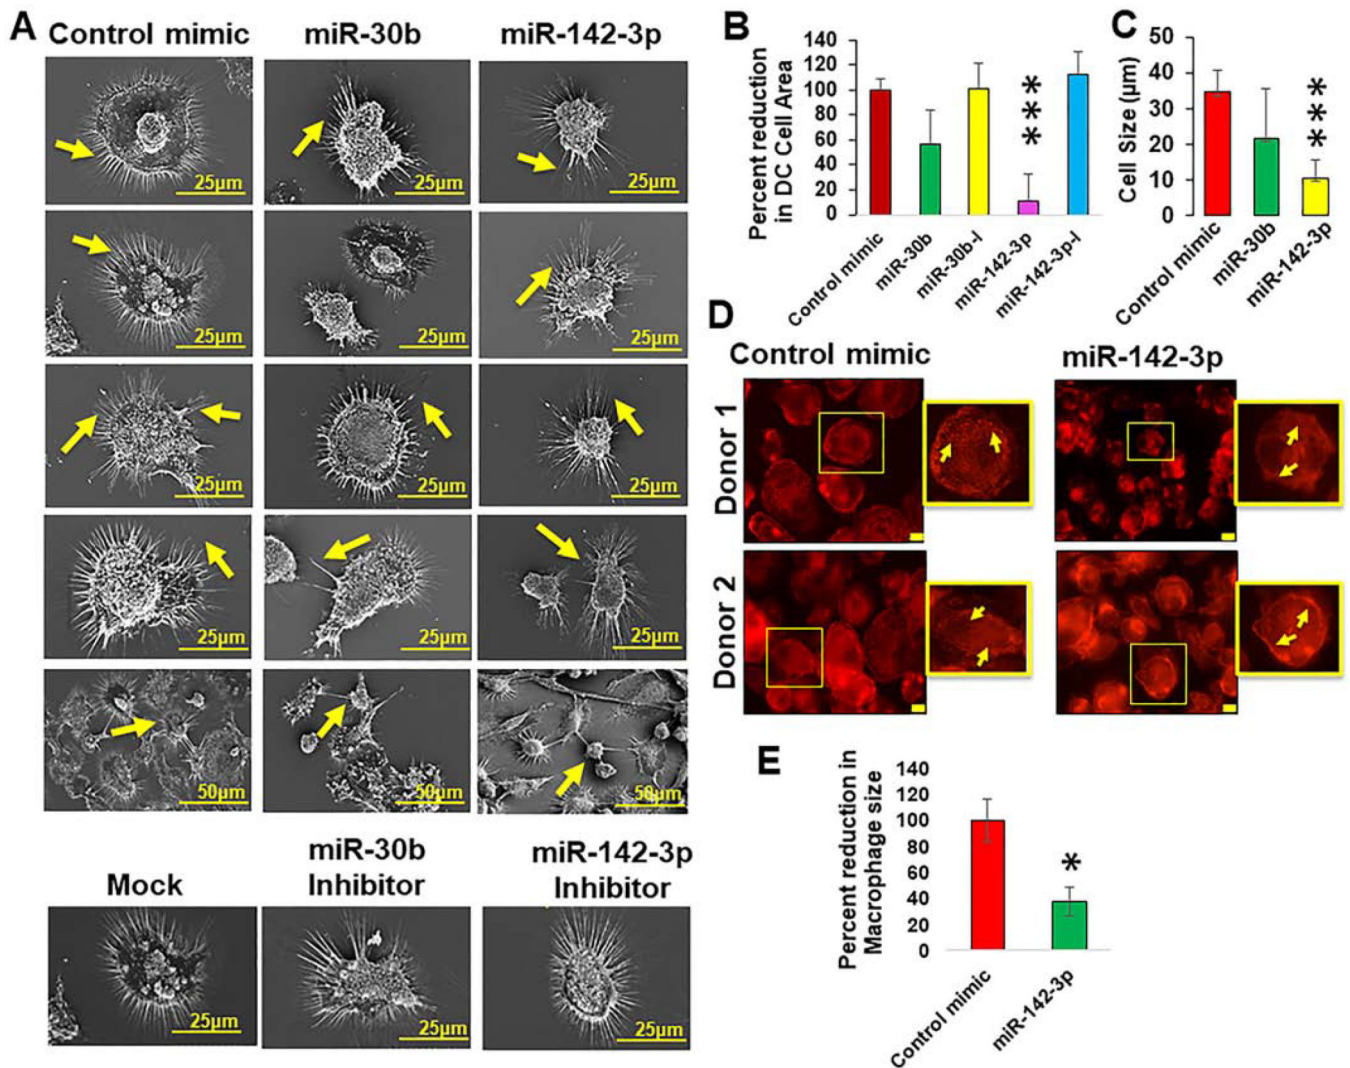 A
Control mimic
miR-30b
miR-142-3p
25µm
25µm
25µm
25µm
25µm
25µm
25µm
25µm
25µm
25µm
25µm
25µm
50µm
50µm
50µm
Mock
miR-30b
Inhibitor
miR-142-3p
Inhibitor
25µm
25µm
25µm
B
Percent reduction
in DC Cell Area
140
120
100
80
60
40
20
0
***
Control mimic
miR-30b
miR-30b-I
miR-142-3p
miR-142-3p-I
C
Cell Size (µm)
50
40
30
20
10
0
***
Control mimic
miR-30b
miR-142-3p
D
Control mimic
miR-142-3p
Donor 1
Donor 2
E
Percent reduction in
Macrophage size
140
120
100
80
60
40
20
0
*
Control mimic
miR-142-3p